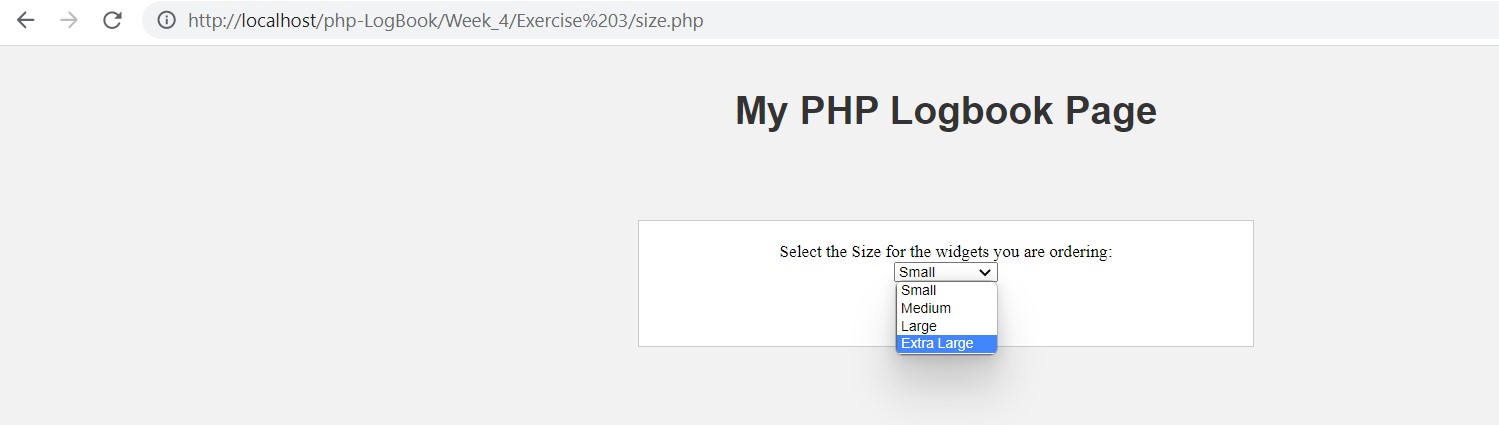 http://localhost/php-LogBook/Week_4/Exercise%203/size.php
My PHP Logbook Page
Select the Size for the widgets you are ordering:
Small
Small
Medium
Large
Extra Large